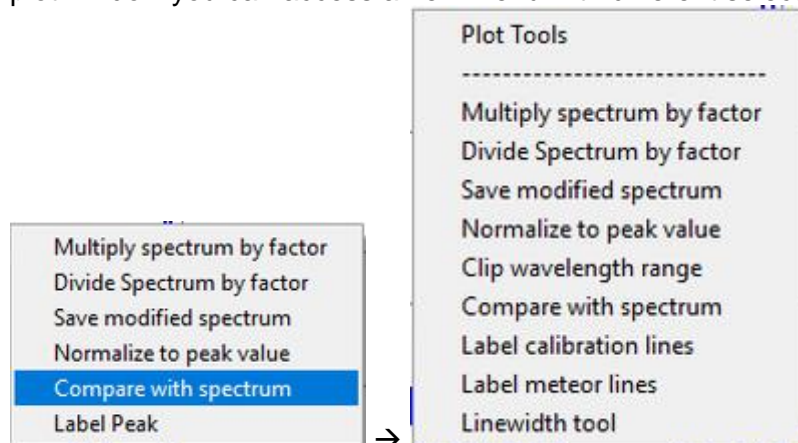 Plot Tools
------------------------------
Multiply spectrum by factor
Divide Spectrum by factor
Save modified spectrum
Normalize to peak value
Clip wavelength range
Compare with spectrum
Label calibration lines
Label meteor lines
Linewidth tool
Multiply spectrum by factor
Divide Spectrum by factor
Save modified spectrum
Normalize to peak value
Compare with spectrum
Label Peak
→